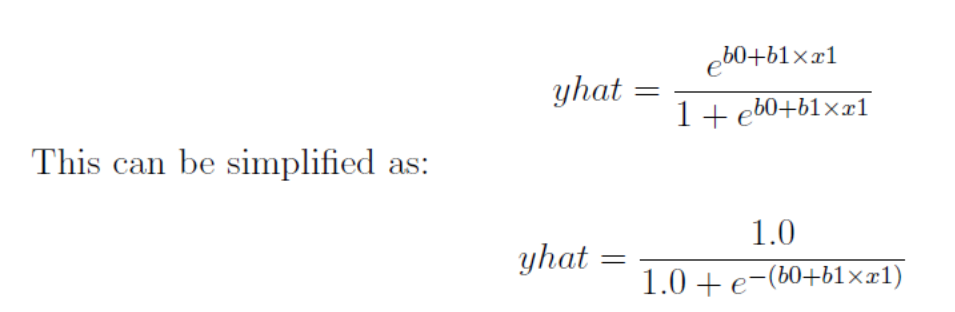 yhat = e^{b0+b1×x1} / 1 + e^{b0+b1×x1}
This can be simplified as:
yhat = 1.0 / 1.0 + e^{−(b0+b1×x1)}